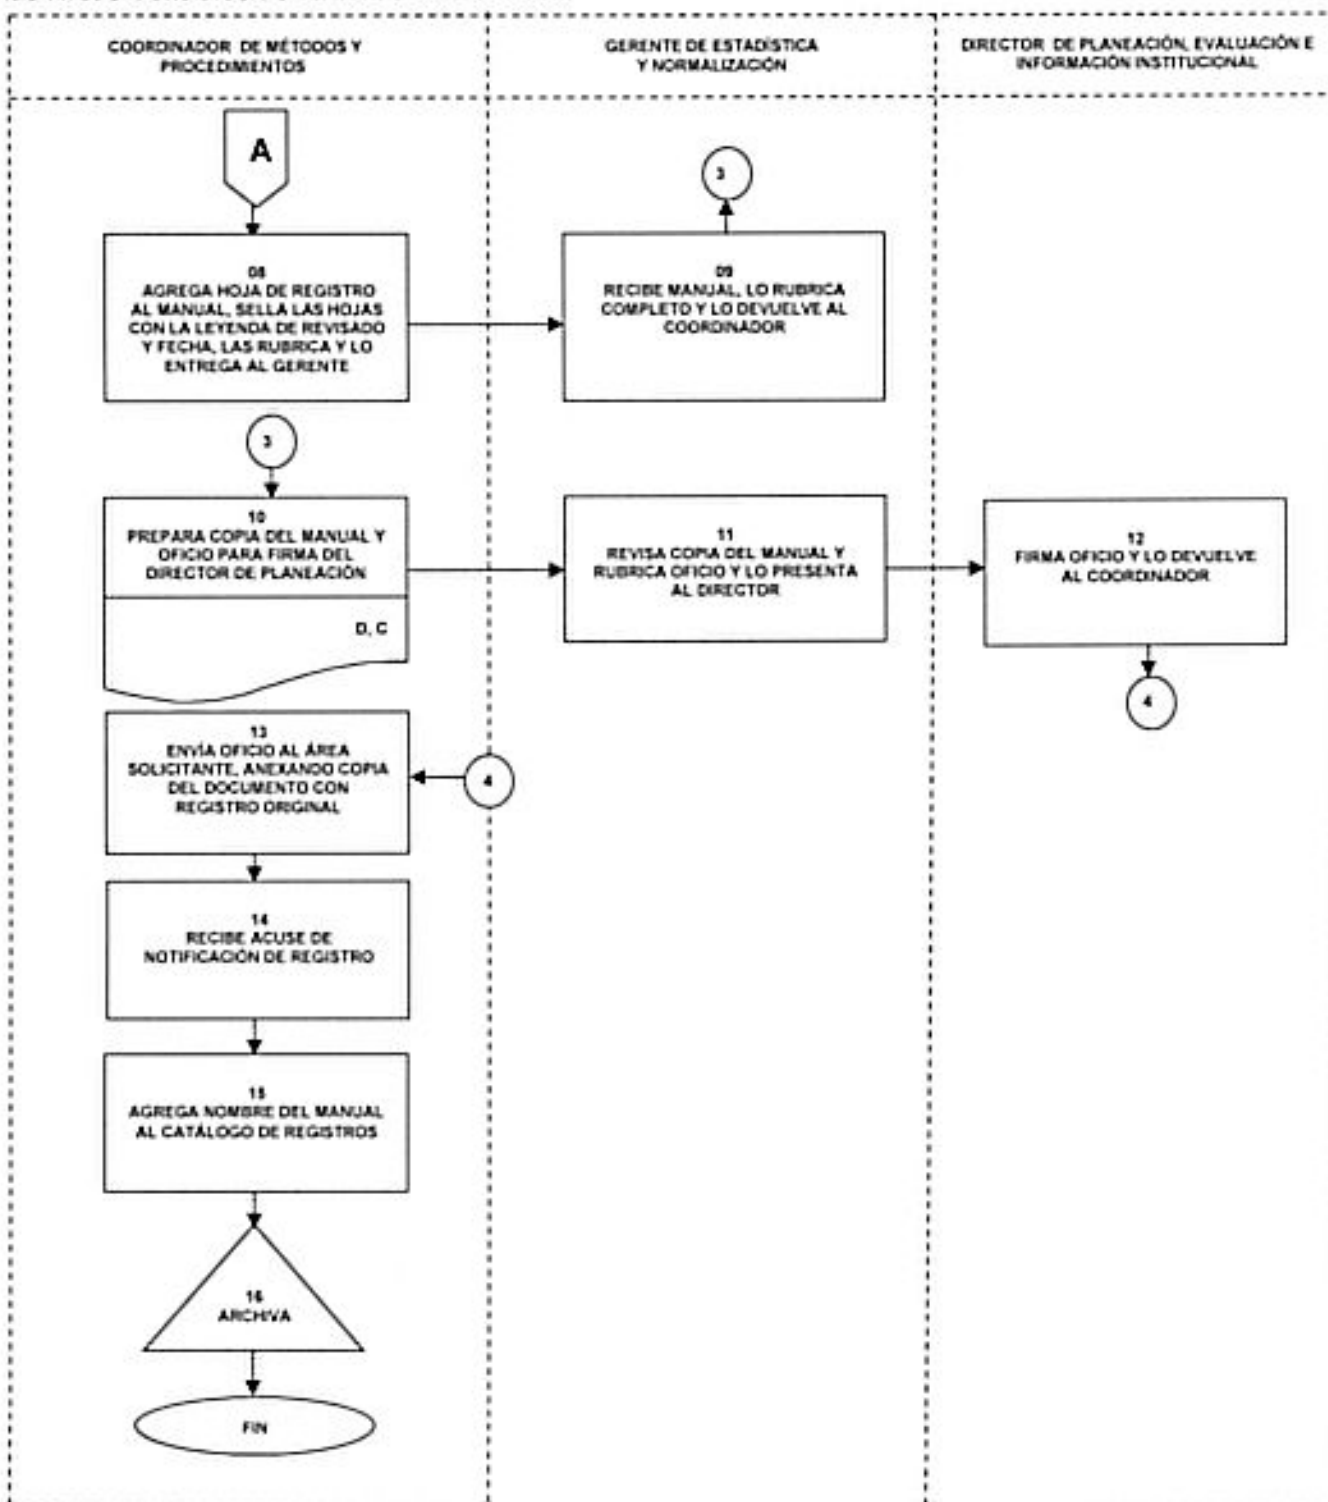 COORDINADOR DE MÉTODOS Y
PROCEDIMIENTOS
GERENTE DE ESTADÍSTICA
Y NORMALIZACIÓN
DIRECTOR DE PLANEACIÓN, EVALUACIÓN E
INFORMACIÓN INSTITUCIONAL
A
3
08
AGREGA HOJA DE REGISTRO
AL MANUAL, SELLA LAS HOJAS
CON LA LEYENDA DE REVISADO
Y FECHA, LAS RUBRICA Y LO
ENTREGA AL GERENTE
09
RECIBE MANUAL, LO RUBRICA
COMPLETO Y LO DEVUELVE AL
COORDINADOR
3
10
PREPARA COPIA DEL MANUAL Y
OFICIO PARA FIRMA DEL
DIRECTOR DE PLANEACIÓN
D, C
11
REVISA COPIA DEL MANUAL Y
RUBRICA OFICIO Y LO PRESENTA
AL DIRECTOR
12
FIRMA OFICIO Y LO DEVUELVE
AL COORDINADOR
4
13
ENVÍA OFICIO AL ÁREA
SOLICITANTE, ANEXANDO COPIA
DEL DOCUMENTO CON
REGISTRO ORIGINAL
4
14
RECIBE ACUSE DE
NOTIFICACIÓN DE REGISTRO
15
AGREGA NOMBRE DEL MANUAL
AL CATÁLOGO DE REGISTROS
16
ARCHIVA
FIN